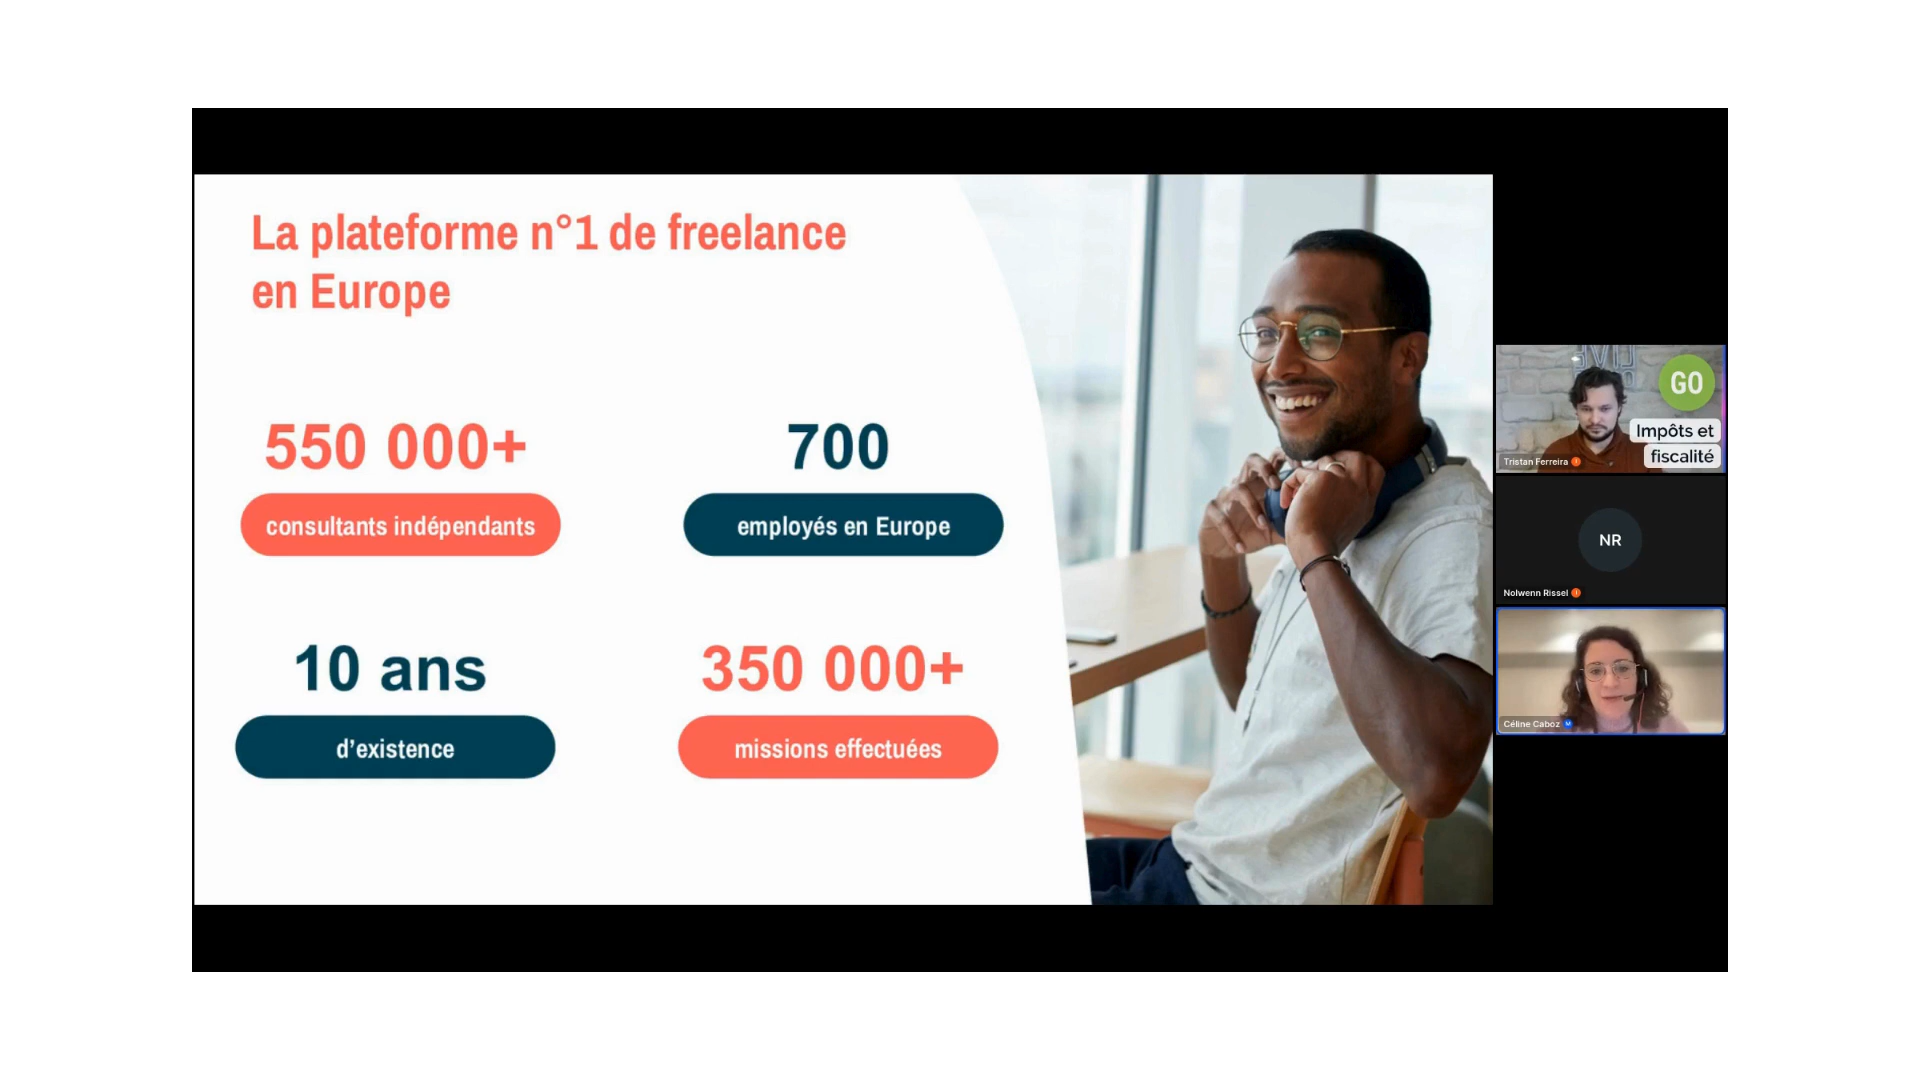 La plateforme n°1 de freelance
en Europe
550 000+
consultants indépendants
700
employés en Europe
10 ans
d’existence
350 000+
missions effectuées
GO
Impôts et
fiscalité
Tristan Ferreira
NR
Nolwenn Rissel
Céline Caboz